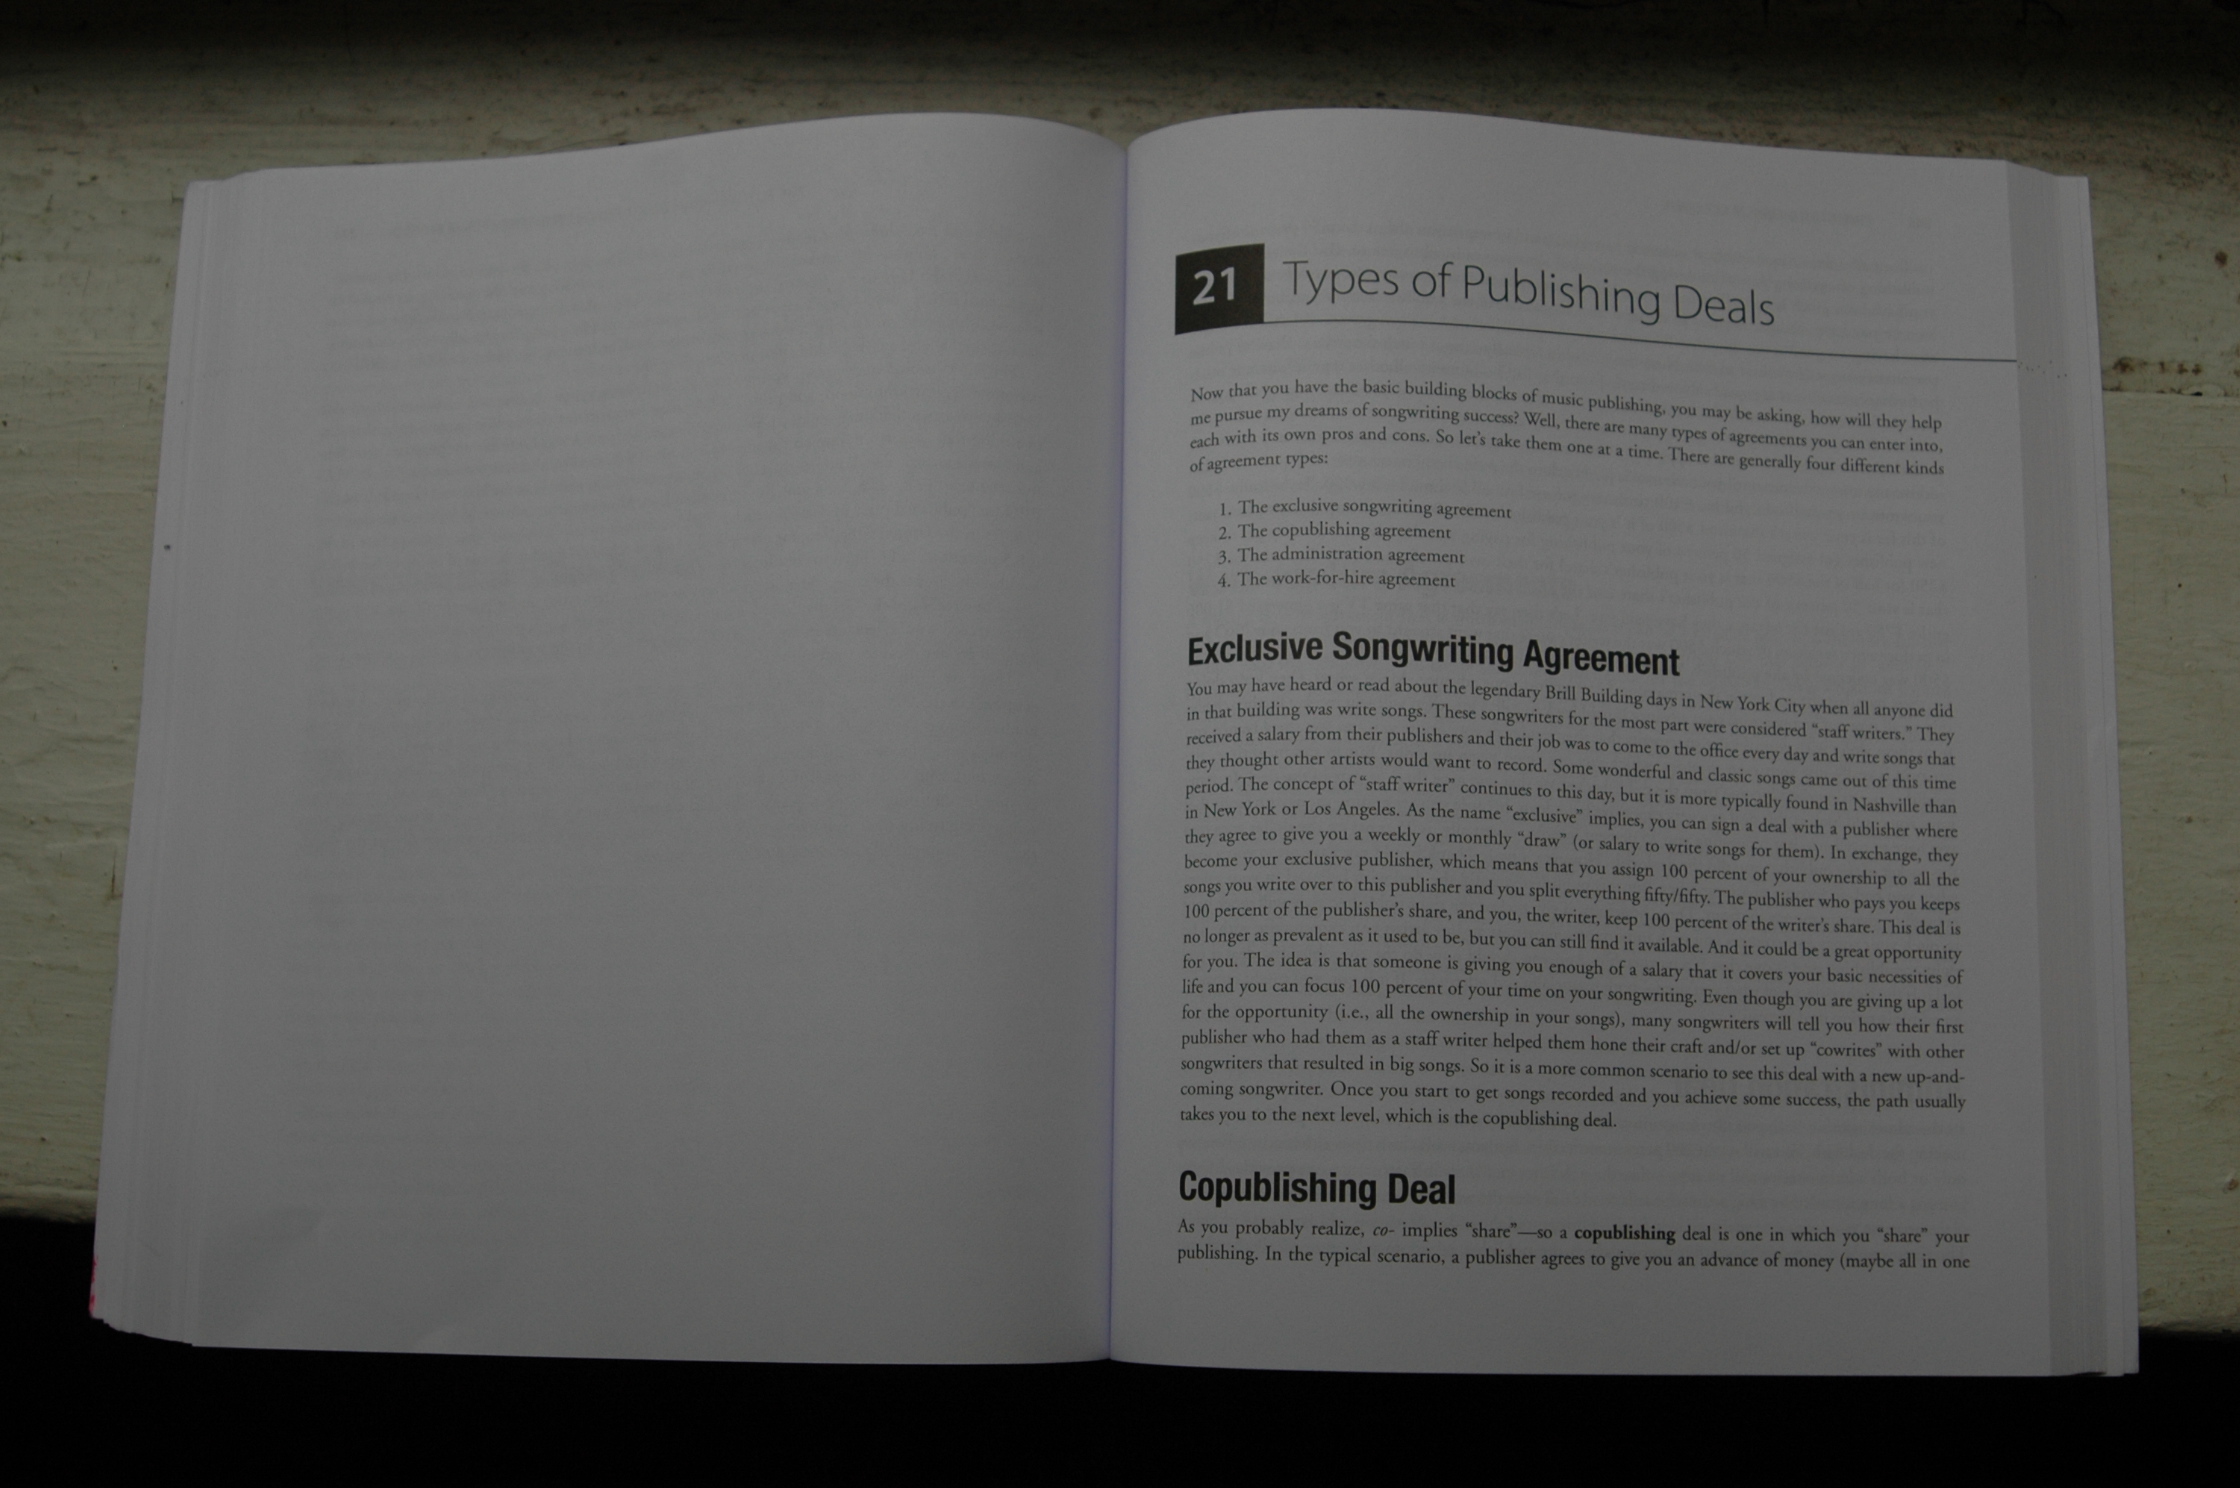 21 Types of Publishing Deals
Now that you have the basic building blocks of music publishing, you may be asking, how will they help
me pursue my dreams of songwriting success? Well, there are many types of agreements you can enter into,
each with its own pros and cons. So let's take them one at a time. There are generally four different kinds
of agreement types:
1. The exclusive songwriting agreement
2. The copublishing agreement
3. The administration agreement
4. The work-for-hire agreement
Exclusive Songwriting Agreement
You may have heard or read about the legendary Brill Building days in New York City when all anyone did
in that building was write songs. These songwriters for the most part were considered “staff writers.” They
received a salary from their publishers and their job was to come to the office every day and write songs that
they thought other artists would want to record. Some wonderful and classic songs came out of this time
period. The concept of “staff writer” continues to this day, but it is more typically found in Nashville than
in New York or Los Angeles. As the name “exclusive” implies, you can sign a deal with a publisher where
they agree to give you a weekly or monthly “draw” (or salary to write songs for them). In exchange, they
become your exclusive publisher, which means that you assign 100 percent of your ownership to all the
songs you write over to this publisher and you split everything fifty/fifty. The publisher who pays you keeps
100 percent of the publisher's share, and you, the writer, keep 100 percent of the writer's share. This deal is
no longer as prevalent as it used to be, but you can still find it available. And it could be a great opportunity
for you. The idea is that someone is giving you enough of a salary that it covers your basic necessities of
life and you can focus 100 percent of your time on your songwriting. Even though you are giving up a lot
for the opportunity (i.e., all the ownership in your songs), many songwriters will tell you how their first
publisher who had them as a staff writer helped them hone their craft and/or set up “cowrites” with other
songwriters that resulted in big songs. So it is a more common scenario to see this deal with a new up-and-
coming songwriter. Once you start to get songs recorded and you achieve some success, the path usually
takes you to the next level, which is the copublishing deal.
Copublishing Deal
As you probably realize, co- implies “share”—so a copublishing deal is one in which you “share” your
publishing. In the typical scenario, a publisher agrees to give you an advance of money (maybe all in one